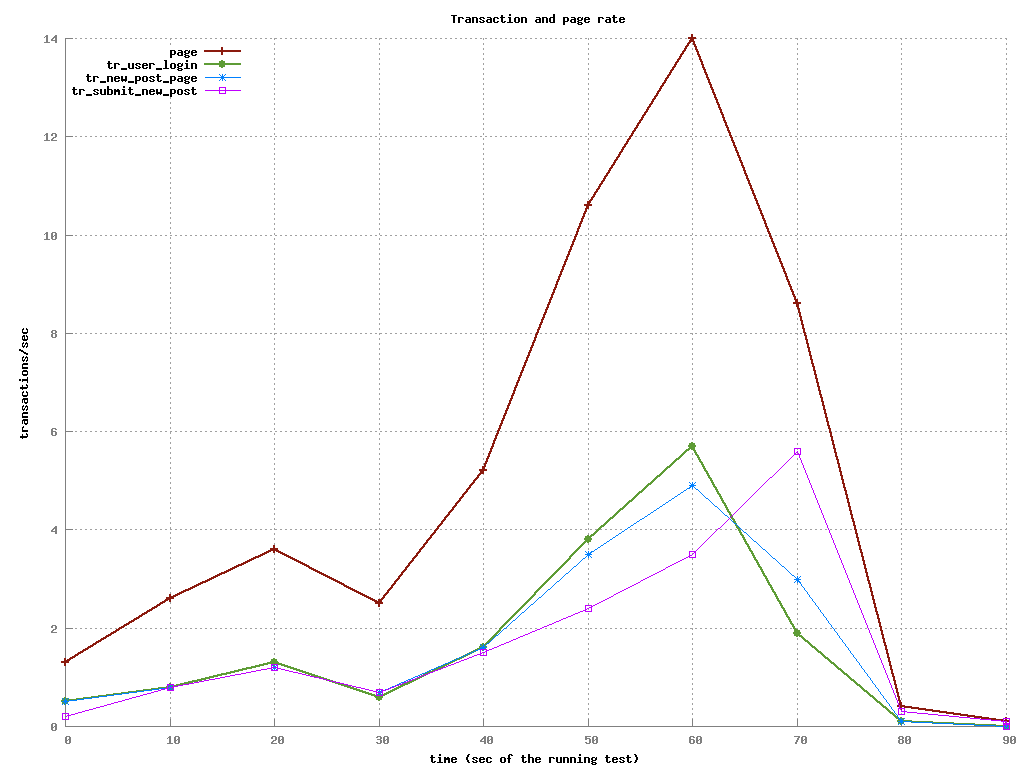 Transaction and page rate
page
tr_user_login
tr_new_post_page
tr_submit_new_post
14
12
10
8
6
4
2
0
transactions/sec
0 10 20 30 40 50 60 70 80 90
time (sec of the running test)